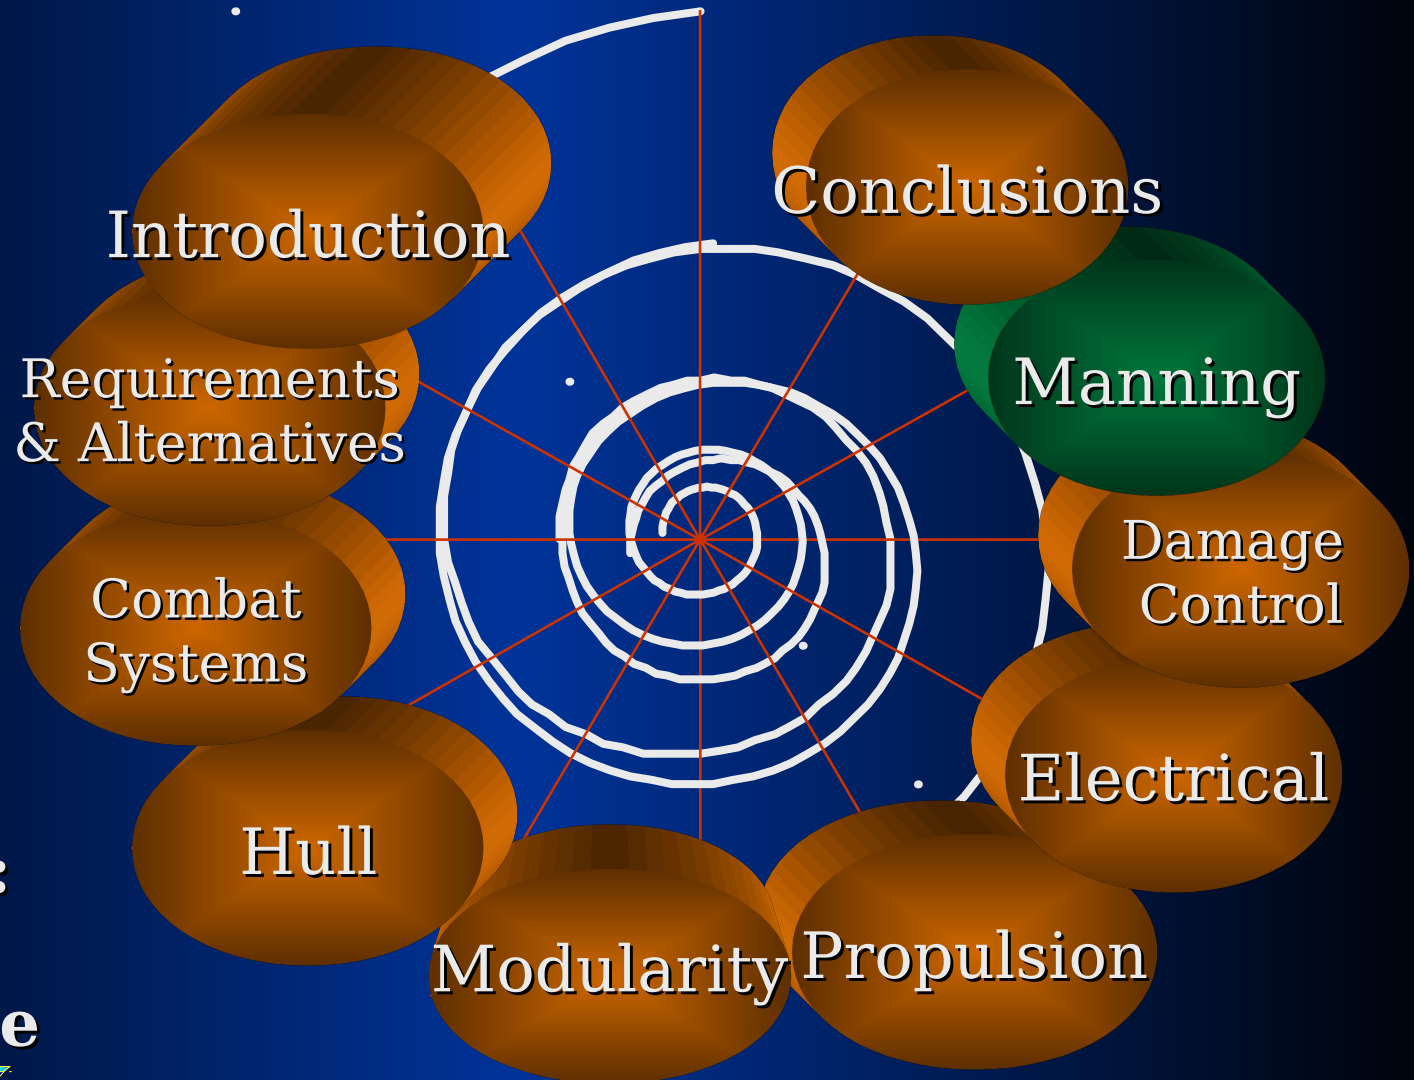 Introduction
Requirements
& Alternatives
Combat
Systems
Hull
Modularity
Propulsion
Electrical
Damage
Control
Manning
Conclusions
:
e